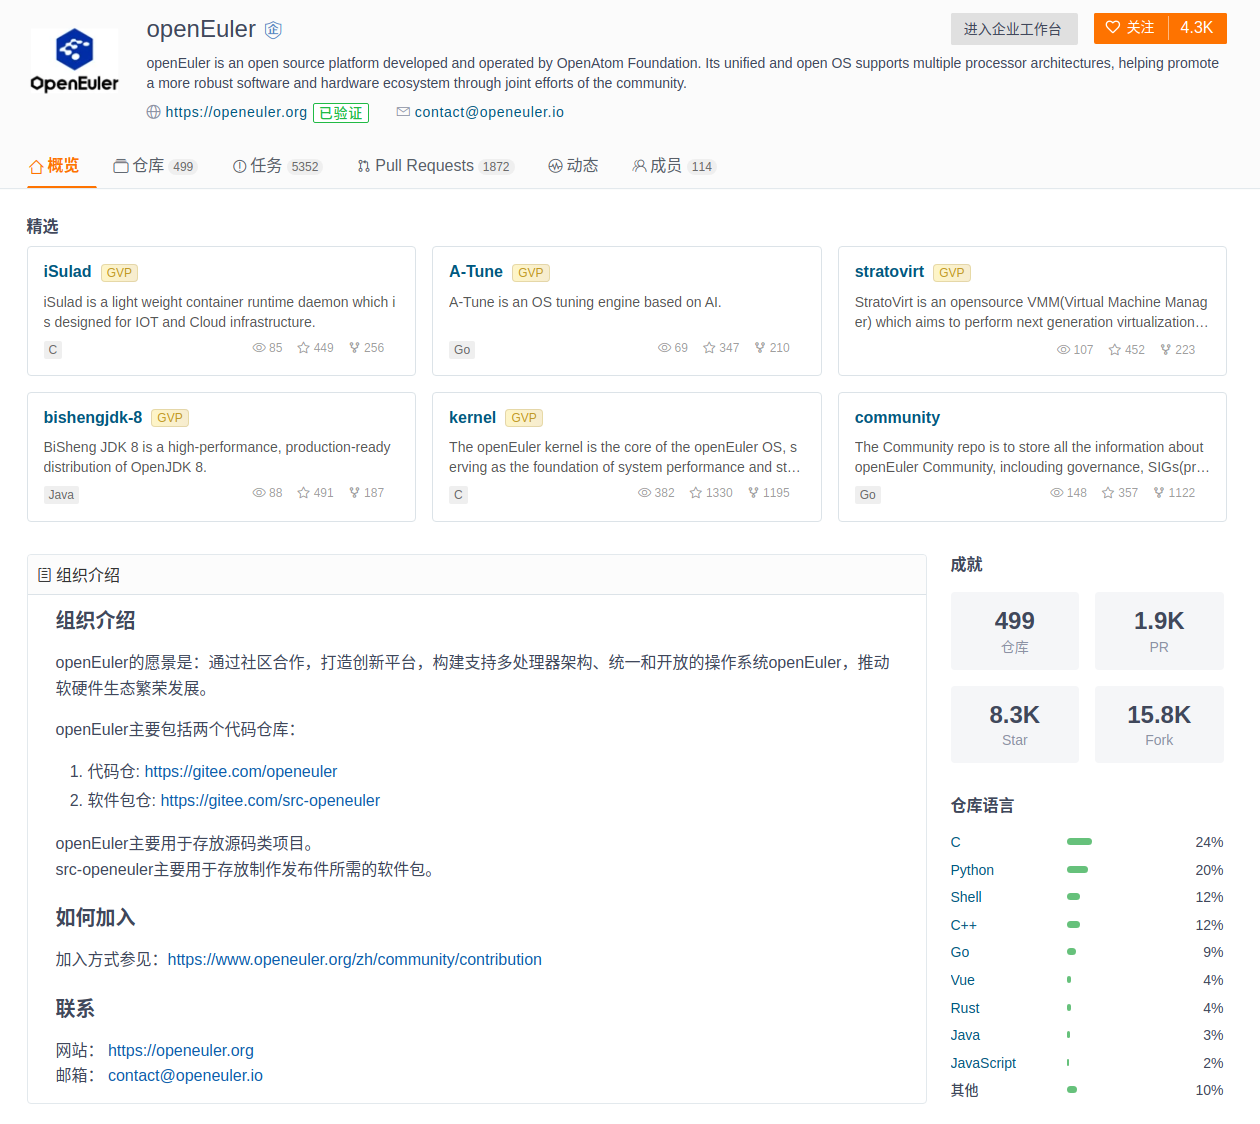 openEuler 企
进入企业工作台
关注 4.3K
OpenEuler
openEuler is an open source platform developed and operated by OpenAtom Foundation. Its unified and open OS supports multiple processor architectures, helping promote
a more robust software and hardware ecosystem through joint efforts of the community.
https://openeuler.org 已验证 contact@openeuler.io
概览 仓库 499 任务 5352 Pull Requests 1872 动态 成员 114
精选
iSulad GVP
iSulad is a light weight container runtime daemon which i
s designed for IOT and Cloud infrastructure.
C 85 449 256
A-Tune GVP
A-Tune is an OS tuning engine based on AI.
Go 69 347 210
stratovirt GVP
StratoVirt is an opensource VMM(Virtual Machine Manag
er) which aims to perform next generation virtualization…
107 452 223
bishengjdk-8 GVP
BiSheng JDK 8 is a high-performance, production-ready
distribution of OpenJDK 8.
Java 88 491 187
kernel GVP
The openEuler kernel is the core of the openEuler OS, s
erving as the foundation of system performance and st…
C 382 1330 1195
community
The Community repo is to store all the information about
openEuler Community, inclouding governance, SIGs(pr…
Go 148 357 1122
组织介绍
组织介绍
openEuler的愿景是：通过社区合作，打造创新平台，构建支持多处理器架构、统一和开放的操作系统openEuler，推动
软硬件生态繁荣发展。
openEuler主要包括两个代码仓库：
1. 代码仓: https://gitee.com/openeuler
2. 软件包仓: https://gitee.com/src-openeuler
openEuler主要用于存放源码类项目。
src-openeuler主要用于存放制作发布件所需的软件包。
如何加入
加入方式参见：https://www.openeuler.org/zh/community/contribution
联系
网站： https://openeuler.org
邮箱： contact@openeuler.io
成就
499
仓库
1.9K
PR
8.3K
Star
15.8K
Fork
仓库语言
C 24%
Python 20%
Shell 12%
C++ 12%
Go 9%
Vue 4%
Rust 4%
Java 3%
JavaScript 2%
其他 10%